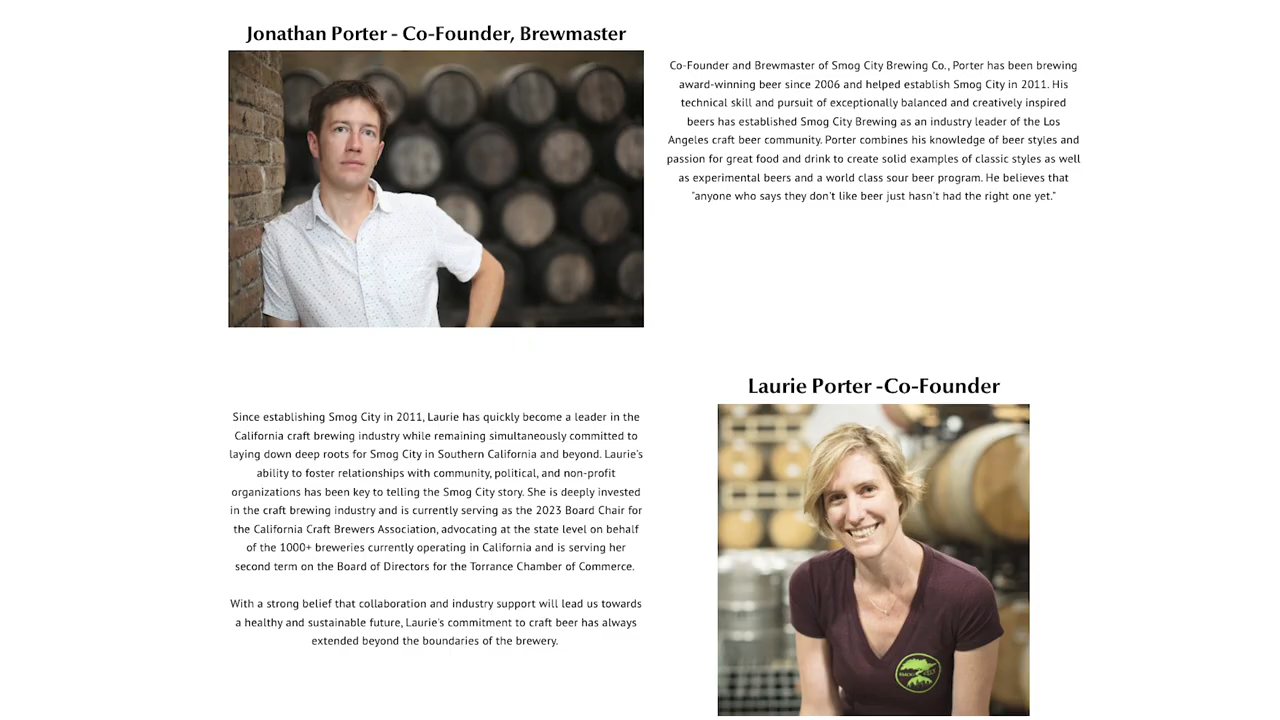 Jonathan Porter - Co-Founder, Brewmaster
Co-Founder and Brewmaster of Smog City Brewing Co., Porter has been brewing
award-winning beer since 2006 and helped establish Smog City in 2011. His
technical skill and pursuit of exceptionally balanced and creatively inspired
beers has established Smog City Brewing as an industry leader of the Los
Angeles craft beer community. Porter combines his knowledge of beer styles and
passion for great food and drink to create solid examples of classic styles as well
as experimental beers and a world class sour beer program. He believes that
"anyone who says they don't like beer just hasn't had the right one yet."
Laurie Porter -Co-Founder
Since establishing Smog City in 2011, Laurie has quickly become a leader in the
California craft brewing industry while remaining simultaneously committed to
laying down deep roots for Smog City in Southern California and beyond. Laurie's
ability to foster relationships with community, political, and non-profit
organizations has been key to telling the Smog City story. She is deeply invested
in the craft brewing industry and is currently serving as the 2023 Board Chair for
the California Craft Brewers Association, advocating at the state level on behalf
of the 1000+ breweries currently operating in California and is serving her
second term on the Board of Directors for the Torrance Chamber of Commerce.
With a strong belief that collaboration and industry support will lead us towards
a healthy and sustainable future, Laurie's commitment to craft beer has always
extended beyond the boundaries of the brewery.
SMOG CITY